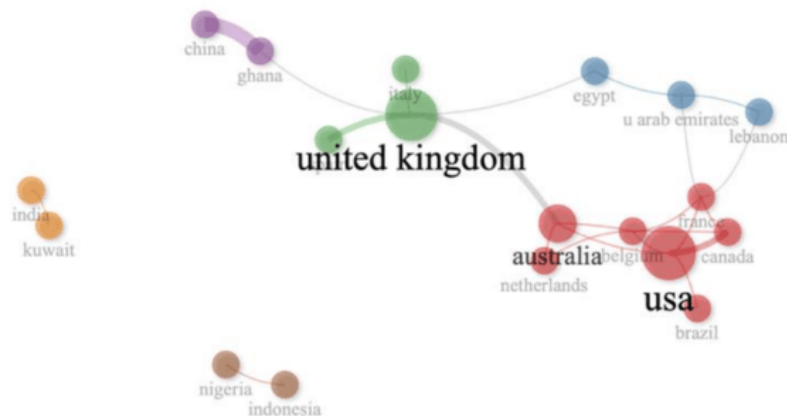 china
ghana
italy
egypt
u arab emirates
lebanon
united kingdom
india
kuwait
france
australia
belgium
canada
netherlands
usa
brazil
nigeria
indonesia